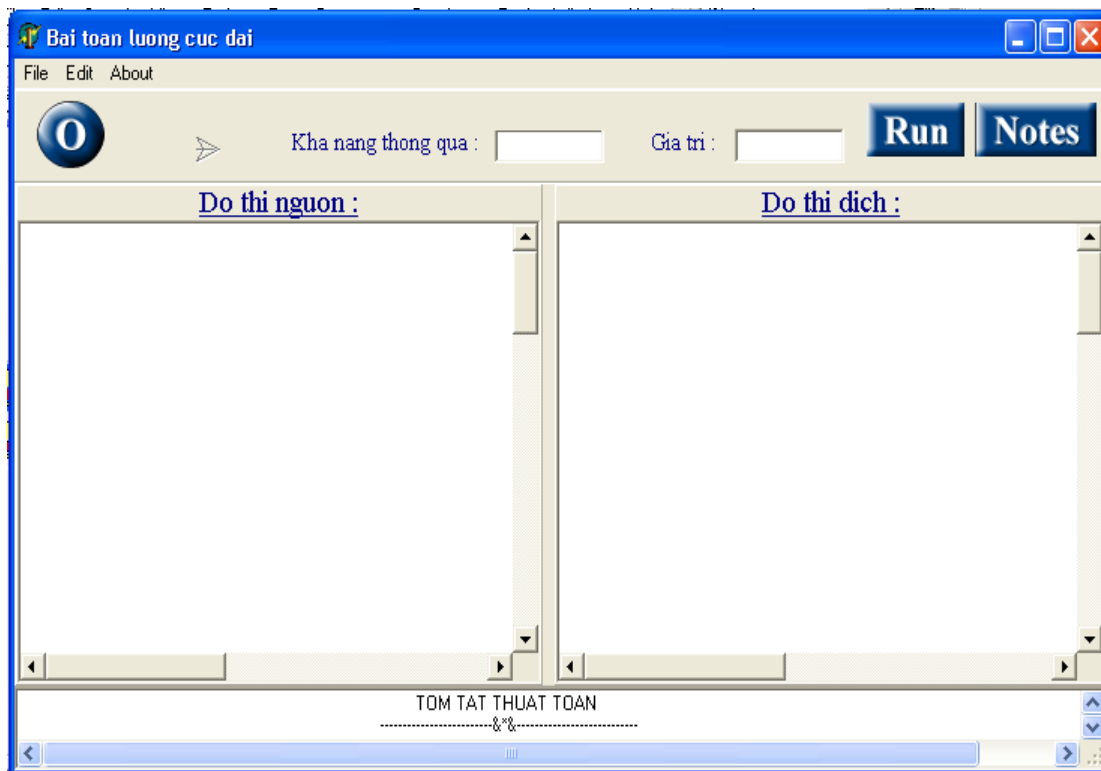 Bai toan luong cuc dai
File Edit About
O Kha nang thong qua : Gia tri : Run Notes
Do thi nguon : Do thi dich :
TOM TAT THUAT TOAN
------------------------&*&--------------------------